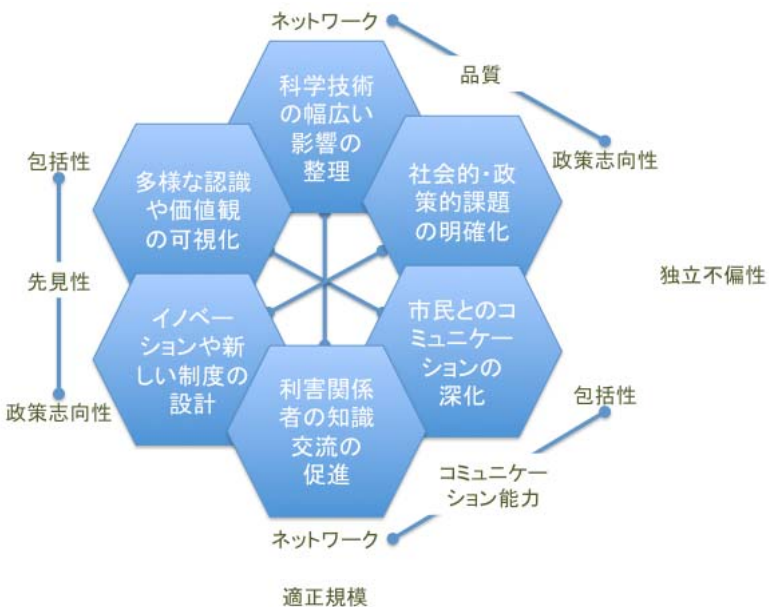 ネットワーク
品質
政策志向性
科学技術
の幅広い
影響の
整理
社会的・政
策的課題
の明確化
包括性
多様な認識
や価値観
の可視化
先見性
独立不偏性
イノベー
ションや新
しい制度の
設計
市民とのコ
ミュニケー
ションの
深化
政策志向性
利害関係
者の知識
交流の
促進
包括性
コミュニケー
ション能力
ネットワーク
適正規模